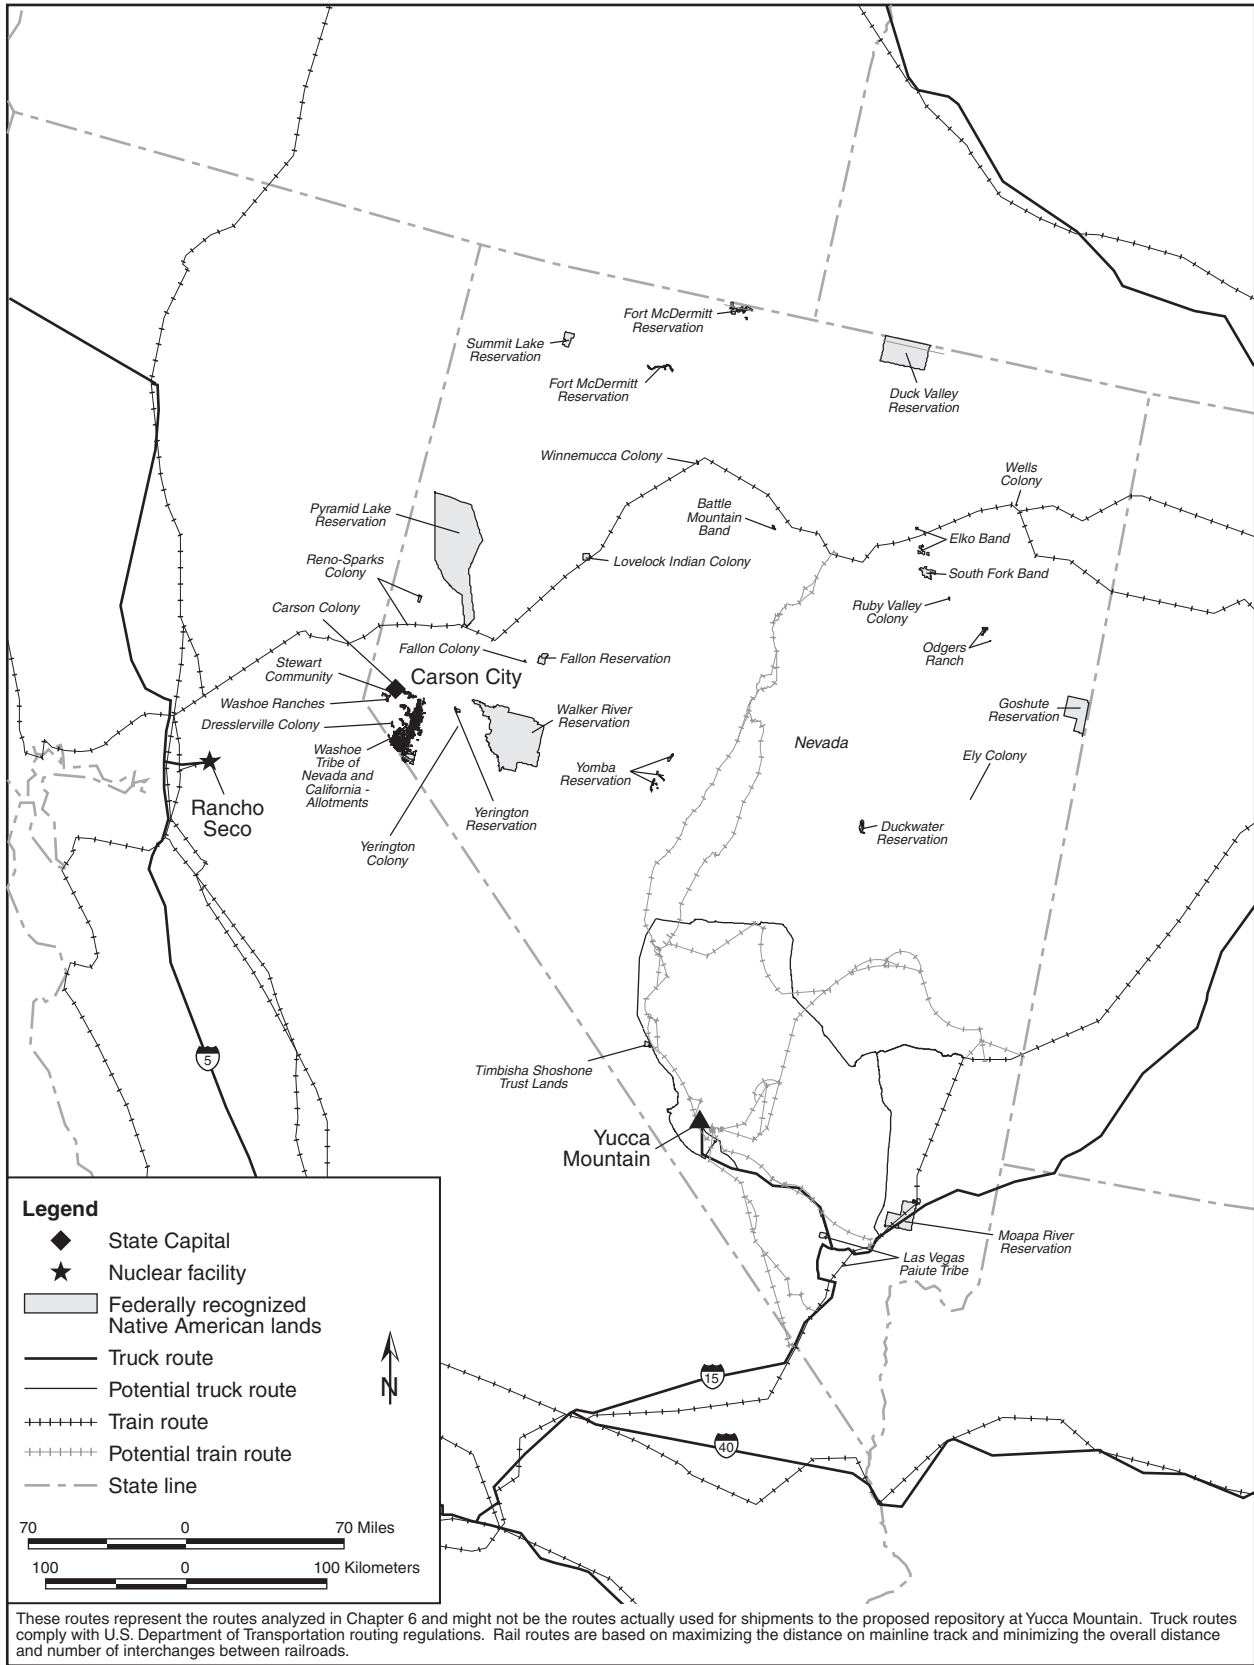 Fort McDermitt
Reservation
Summit Lake
Reservation
Fort McDermitt
Reservation
Duck Valley
Reservation
Winnemucca Colony
Wells
Colony
Pyramid Lake
Reservation
Battle
Mountain
Band
Elko Band
Reno-Sparks
Colony
Lovelock Indian Colony
South Fork Band
Carson Colony
Ruby Valley
Colony
Fallon Colony
Fallon Reservation
Odgers
Ranch
Stewart
Community
Carson City
Washoe Ranches
Walker River
Reservation
Goshute
Reservation
Dresslerville Colony
Nevada
Washoe
Tribe of
Nevada and
California -
Allotments
Yomba
Reservation
Ely Colony
Rancho
Seco
Yerington
Reservation
Yerington
Colony
Duckwater
Reservation
5
Timbisha Shoshone
Trust Lands
Yucca
Mountain
Moapa River
Reservation
Las Vegas
Paiute Tribe
15
40
Legend
State Capital
Nuclear facility
Federally recognized
Native American lands
Truck route
Potential truck route
Train route
Potential train route
State line
N
70 0 70 Miles
100 0 100 Kilometers
These routes represent the routes analyzed in Chapter 6 and might not be the routes actually used for shipments to the proposed repository at Yucca Mountain. Truck routes
comply with U.S. Department of Transportation routing regulations. Rail routes are based on maximizing the distance on mainline track and minimizing the overall distance
and number of interchanges between railroads.